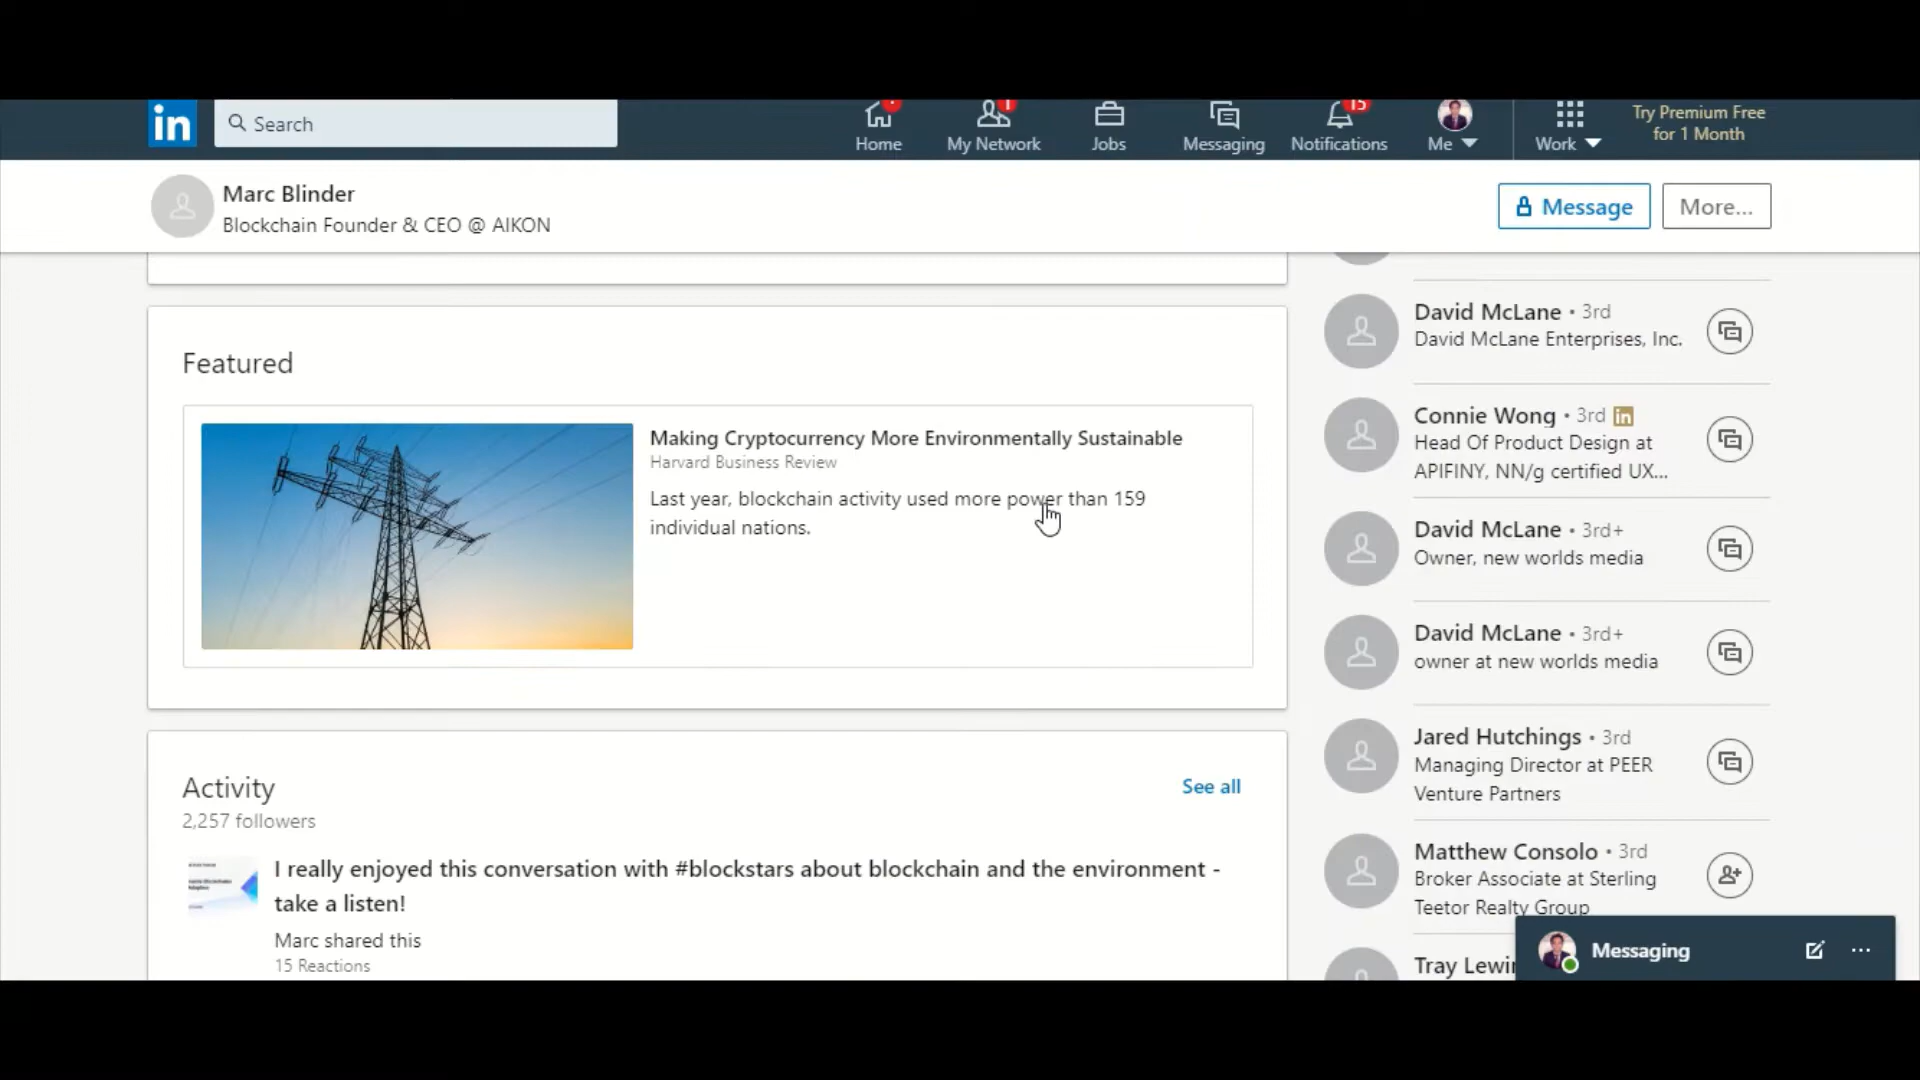 in
Search
Home
My Network
1
Jobs
Messaging
Notifications
15
Me
Work
Try Premium Free
for 1 Month
Marc Blinder
Blockchain Founder & CEO @ AIKON
Message
More...
Featured
Making Cryptocurrency More Environmentally Sustainable
Harvard Business Review
Last year, blockchain activity used more power than 159
individual nations.
Activity
See all
2,257 followers
I really enjoyed this conversation with #blockstars about blockchain and the environment -
take a listen!
Marc shared this
15 Reactions
David McLane • 3rd
David McLane Enterprises, Inc.
Connie Wong • 3rd in
Head Of Product Design at
APIFINY, NN/g certified UX...
David McLane • 3rd+
Owner, new worlds media
David McLane • 3rd+
owner at new worlds media
Jared Hutchings • 3rd
Managing Director at PEER
Venture Partners
Matthew Consolo • 3rd
Broker Associate at Sterling
Teetor Realty Group
Tray
Messaging